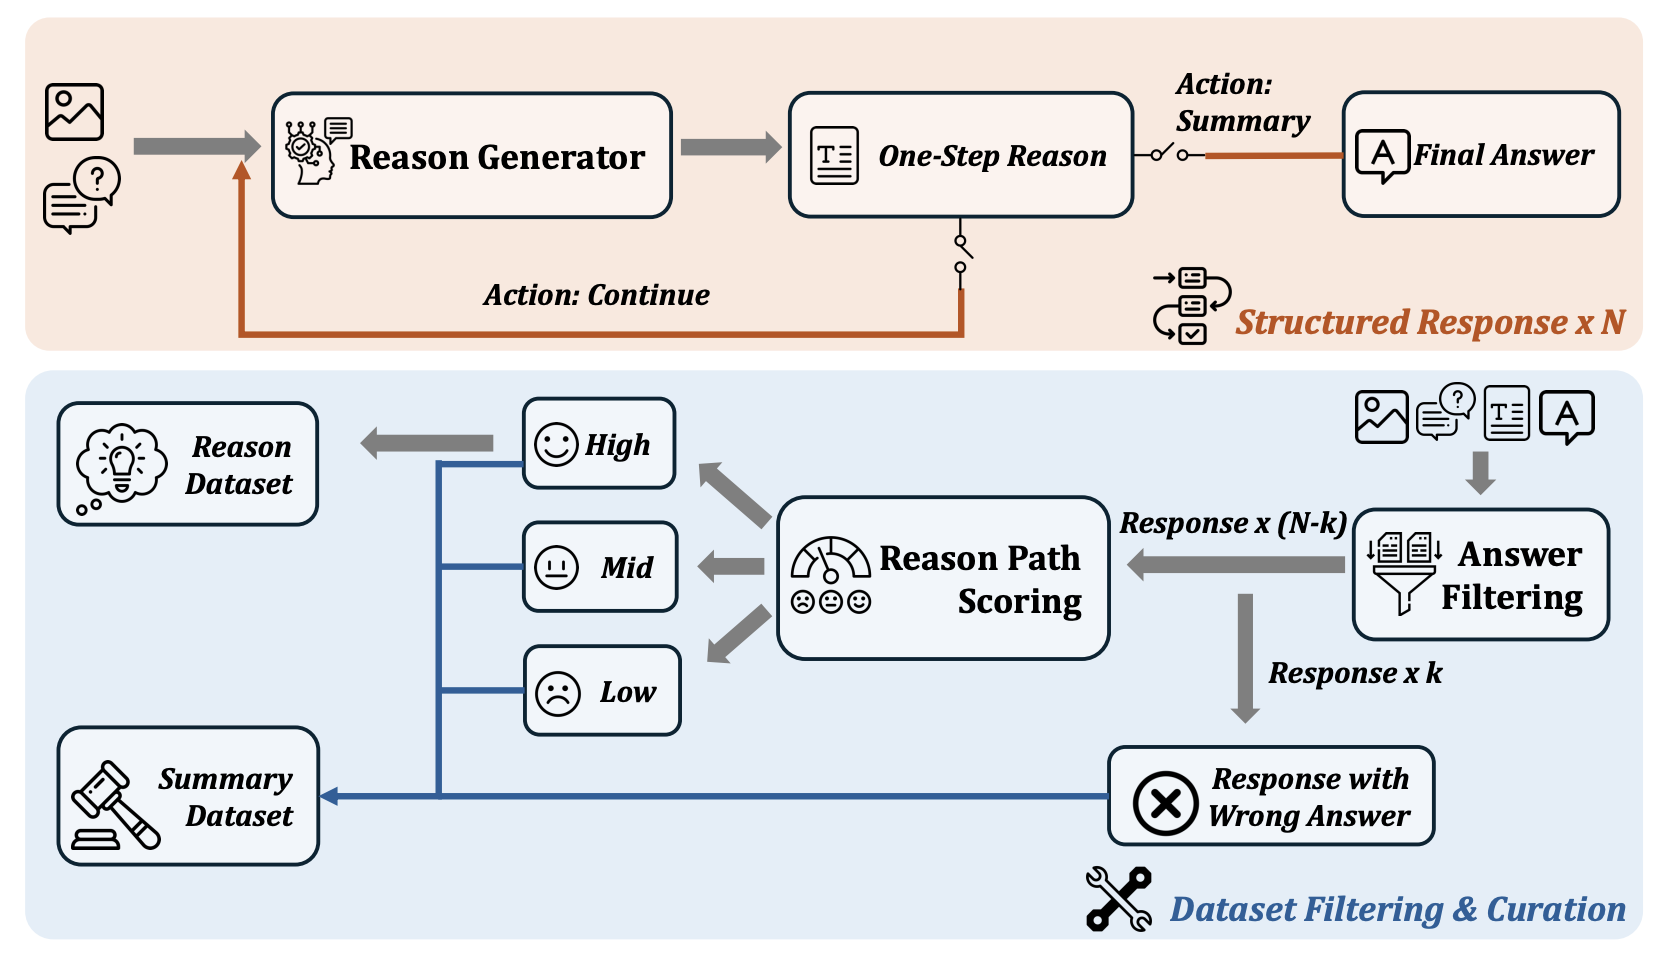 Action:
Summary
Reason Generator
T
One-Step Reason
A
Final Answer
?
Action: Continue
Structured Response x N
?
T
A
Reason
Dataset
High
Response x (N-k)
Answer
Filtering
Mid
Reason Path
Scoring
Low
Response x k
Summary
Dataset
Response with
Wrong Answer
Dataset Filtering & Curation